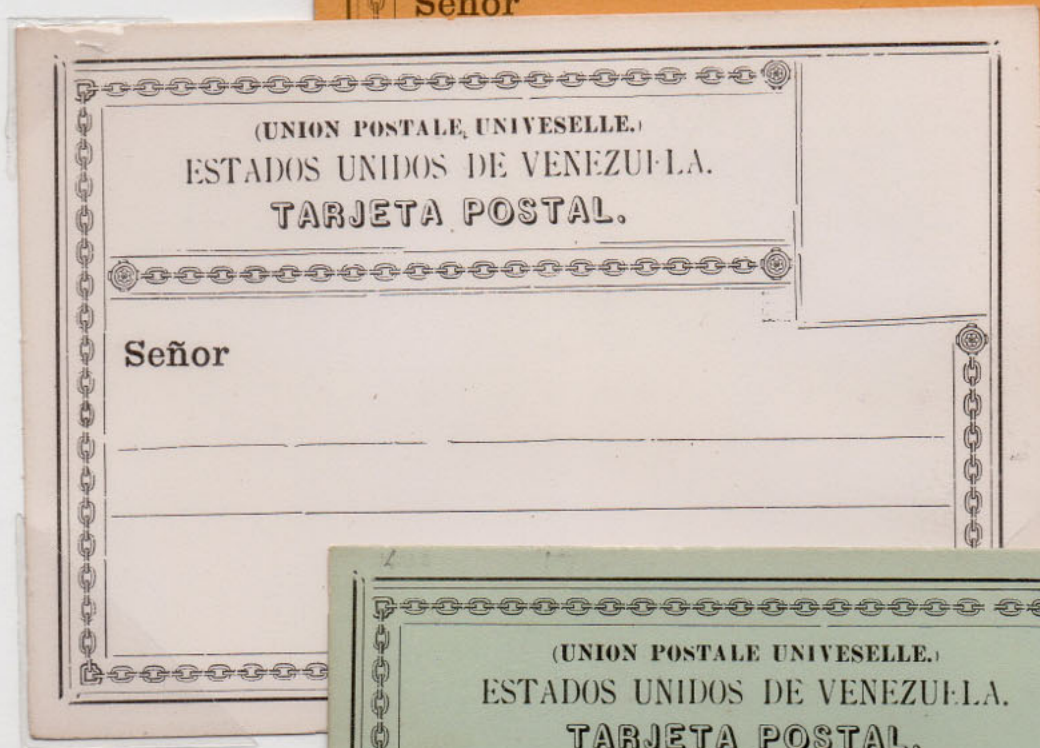 Señor
(UNION POSTALE, UNIVESELLE.)
ESTADOS UNIDOS DE VENEZUELA.
TARJETA POSTAL.
Señor
(UNION POSTALE UNIVESELLE.)
ESTADOS UNIDOS DE VENEZUELA.
TARJETA POSTAL.